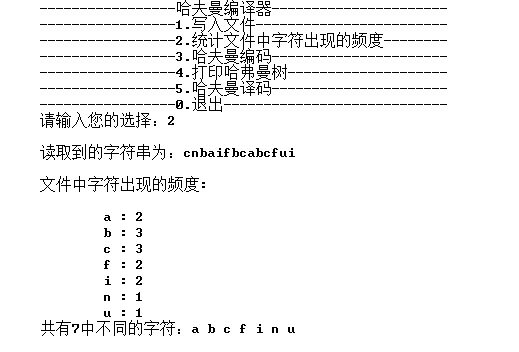 -----------------哈夫曼编译器----------------------
-----------------1.写入文件------------------------
-----------------2.统计文件中字符出现的频度--------
-----------------3.哈夫曼编码----------------------
-----------------4.打印哈弗曼树--------------------
-----------------5.哈夫曼译码----------------------
-----------------0.退出----------------------------
请输入您的选择：2
读取到的字符串为：cnbaifbcabcfui
文件中字符出现的频度：
a : 2
b : 3
c : 3
f : 2
i : 2
n : 1
u : 1
共有7中不同的字符：a b c f i n u